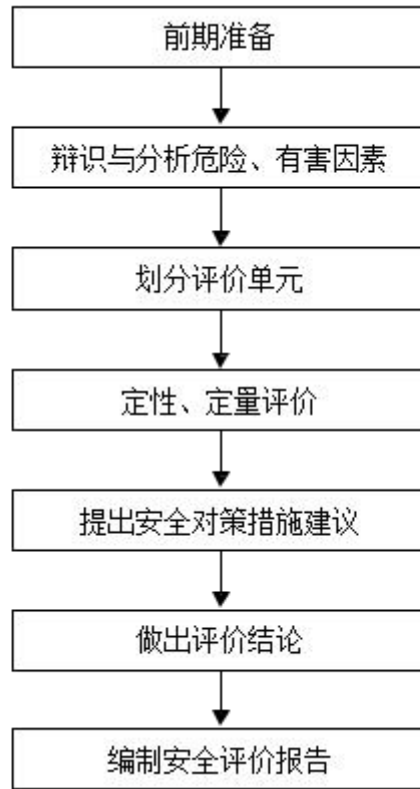 前期准备
辩识与分析危险、有害因素
划分评价单元
定性、定量评价
提出安全对策措施建议
做出评价结论
编制安全评价报告